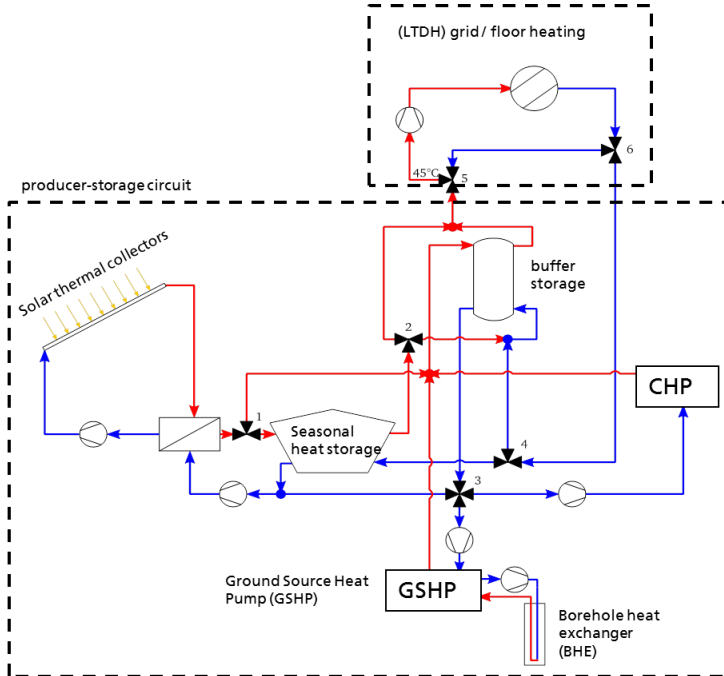 (LTDH) grid / floor heating
6
45°C
5
producer-storage circuit
Solar thermal collectors
buffer
storage
2
CHP
1
Seasonal
heat storage
4
3
Ground Source Heat
Pump (GSHP)
GSHP
Borehole heat
exchanger
(BHE)